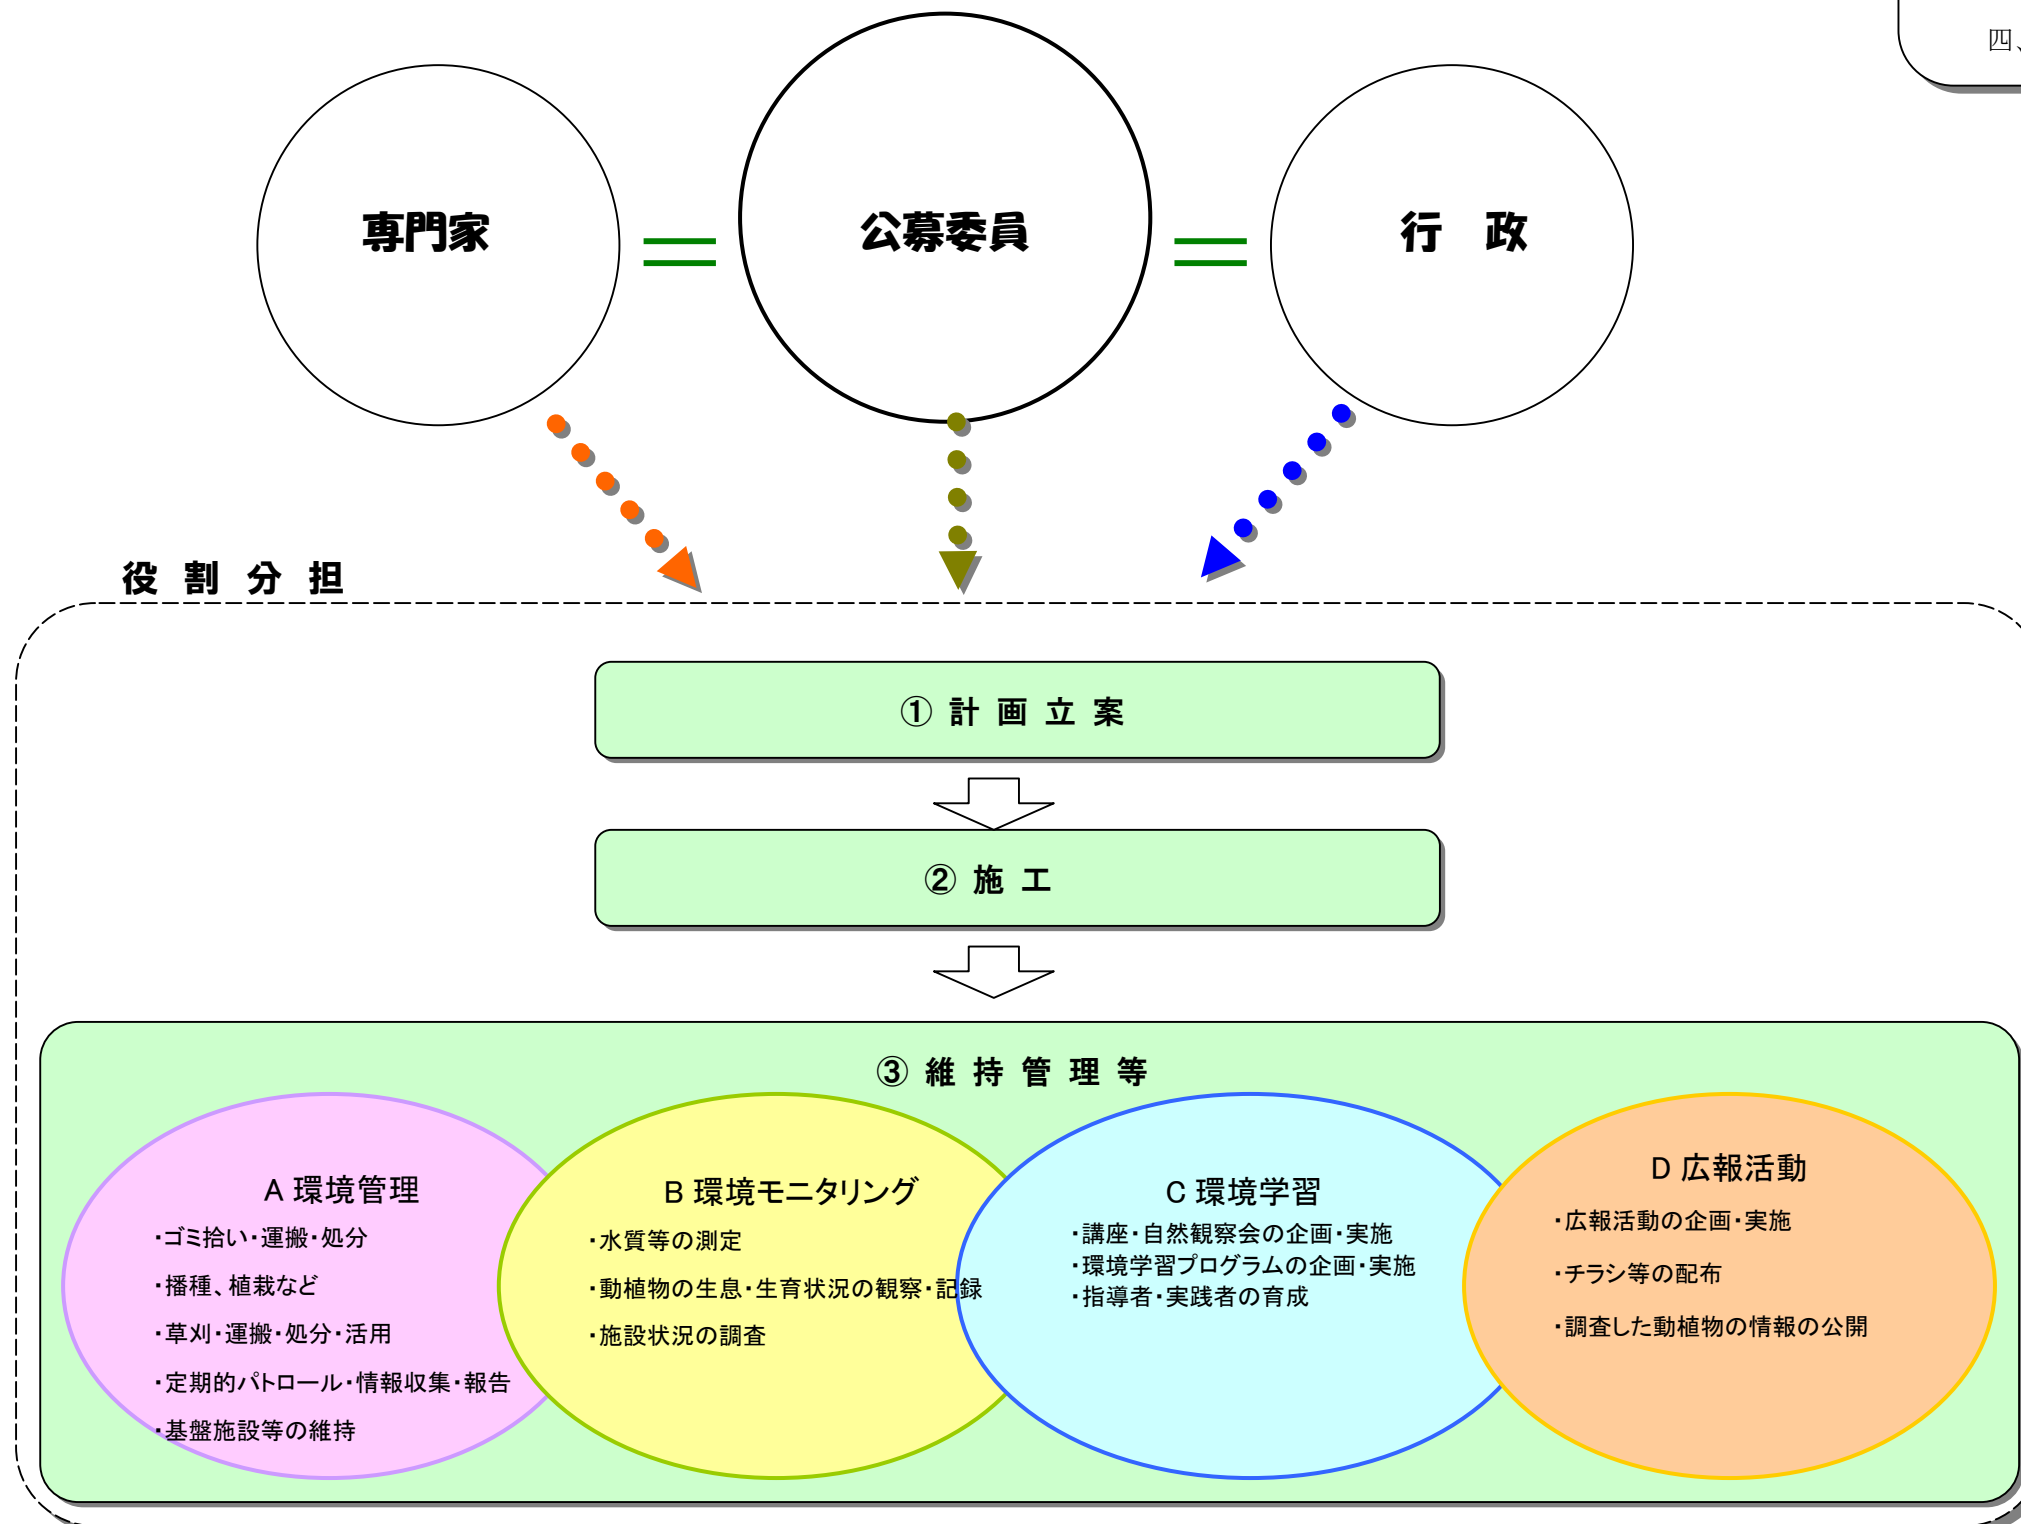 四、
専門家
公募委員
行　政
役 割 分 担
① 計 画 立 案
② 施 工
③ 維 持 管 理 等
A 環境管理
・ゴミ拾い・運搬・処分
・播種、植栽など
・草刈・運搬・処分・活用
・定期的パトロール・情報収集・報告
・基盤施設等の維持
B 環境モニタリング
・水質等の測定
・動植物の生息・生育状況の観察・記録
・施設状況の調査
C 環境学習
・講座・自然観察会の企画・実施
・環境学習プログラムの企画・実施
・指導者・実践者の育成
D 広報活動
・広報活動の企画・実施
・チラシ等の配布
・調査した動植物の情報の公開